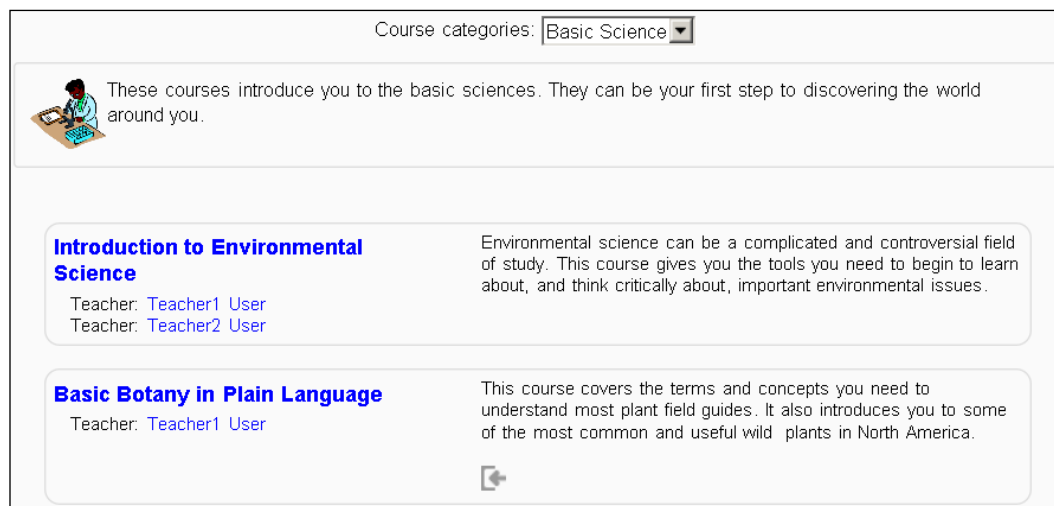 Course categories: Basic Science
These courses introduce you to the basic sciences. They can be your first step to discovering the world
around you.
Introduction to Environmental
Science
Teacher: Teacher1 User
Teacher: Teacher2 User
Environmental science can be a complicated and controversial field
of study. This course gives you the tools you need to begin to learn
about, and think critically about, important environmental issues.
Basic Botany in Plain Language
Teacher: Teacher1 User
This course covers the terms and concepts you need to
understand most plant field guides. It also introduces you to some
of the most common and useful wild plants in North America.